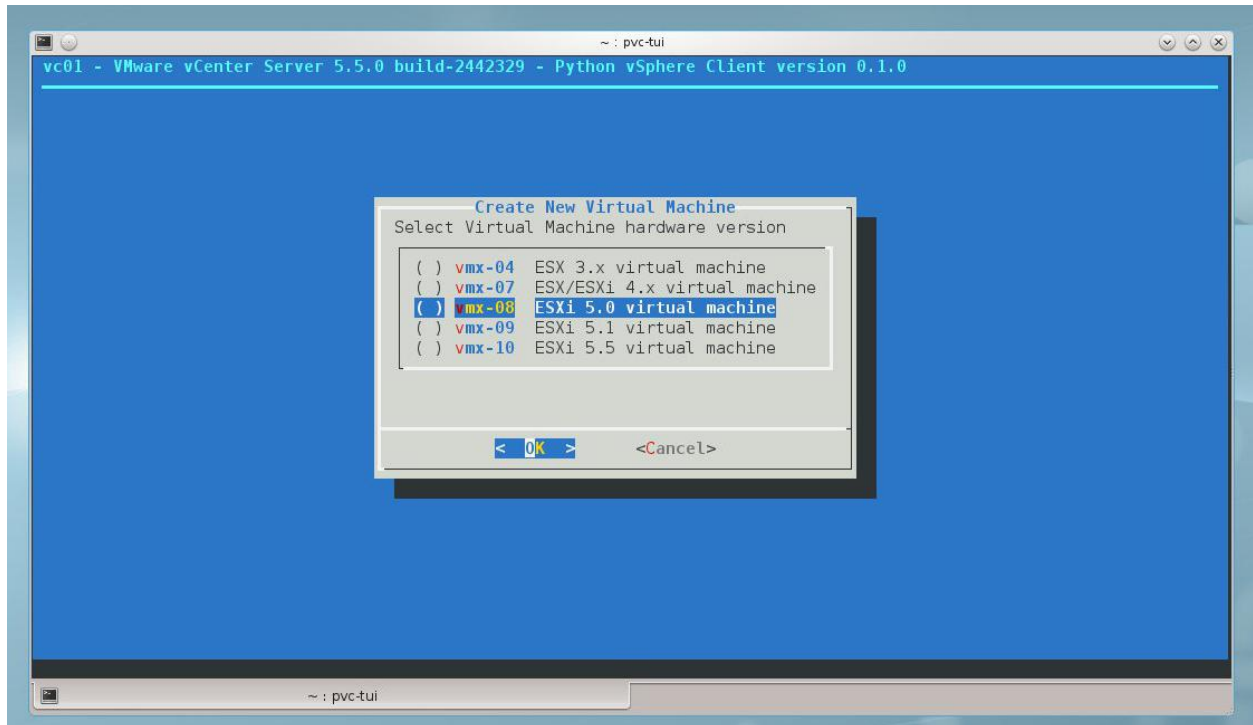 ~ : pvc-tui
vc01 - VMware vCenter Server 5.5.0 build-2442329 - Python vSphere Client version 0.1.0
Create New Virtual Machine
Select Virtual Machine hardware version
( ) vmx-04 ESX 3.x virtual machine
( ) vmx-07 ESX/ESXi 4.x virtual machine
( ) vmx-08 ESXi 5.0 virtual machine
( ) vmx-09 ESXi 5.1 virtual machine
( ) vmx-10 ESXi 5.5 virtual machine
< OK > <Cancel>
~ : pvc-tui